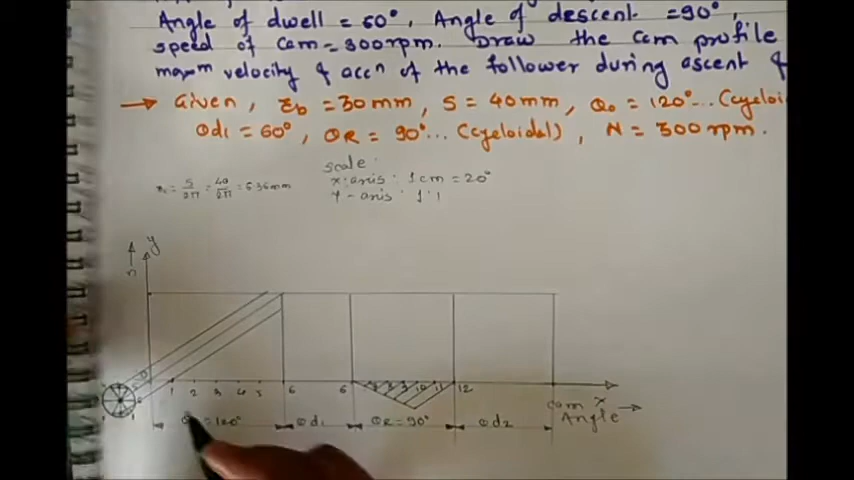 Angle of dwell = 60°, Angle of descent = 90°,
speed of cam = 300rpm. Draw the cam profile
maxm velocity & accn of the follower during ascent &
→ Given, rb = 30mm, S = 40mm, θo = 120°...(cycloi
θd1 = 60°, θR = 90°...(cycloidal), N = 300 rpm.
scale:
x-axis: 1cm = 20°
Y-axis: 1:1
r = S/2π = 40/2π = 6.36mm
y
n
1 2 3 4 5 6 6 7 8 9 10 11 12
cam x
Angle →
= 120° θd1 θR = 90° θd2